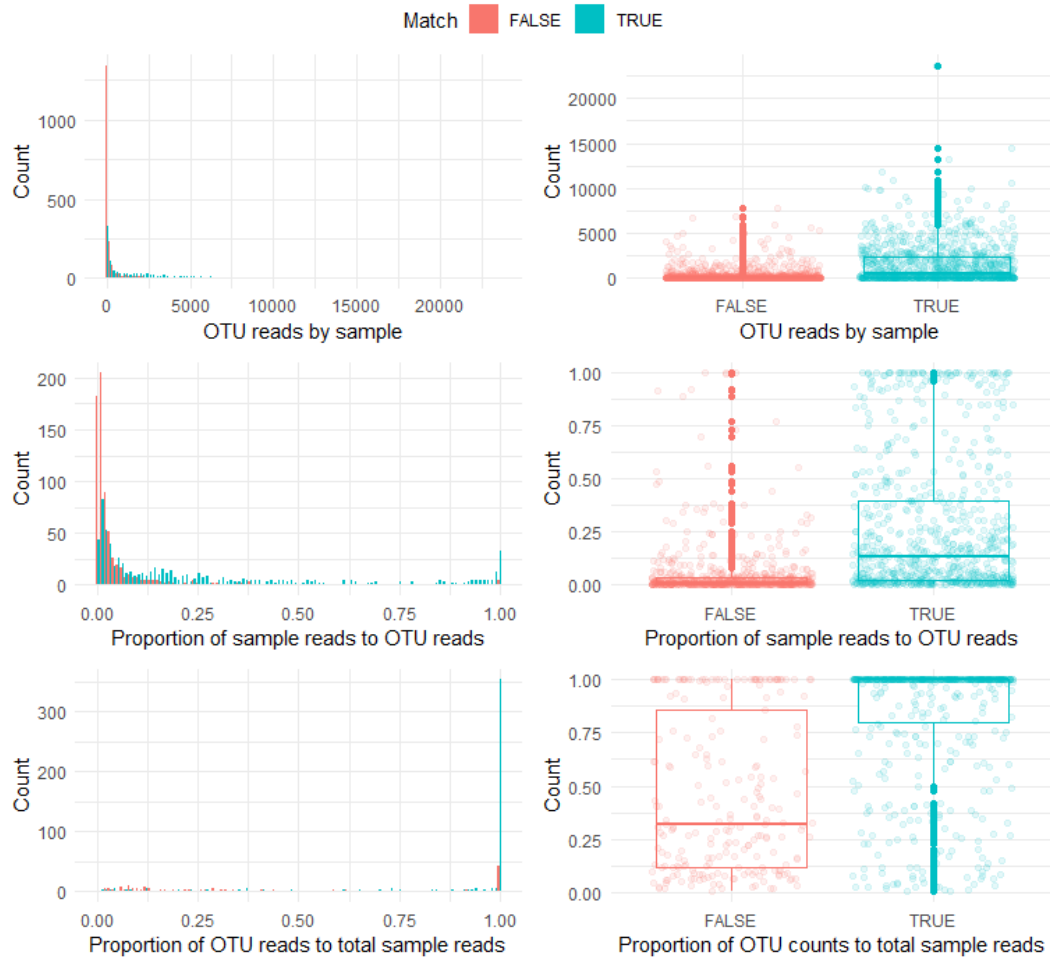 Match FALSE TRUE
Count
1000
500
0
0 5000 10000 15000 20000
OTU reads by sample
Count
20000
15000
10000
5000
0
FALSE TRUE
OTU reads by sample
Count
200
150
100
50
0
0.00 0.25 0.50 0.75 1.00
Proportion of sample reads to OTU reads
Count
1.00
0.75
0.50
0.25
0.00
FALSE TRUE
Proportion of sample reads to OTU reads
Count
300
200
100
0
0.00 0.25 0.50 0.75 1.00
Proportion of OTU reads to total sample reads
Count
1.00
0.75
0.50
0.25
0.00
FALSE TRUE
Proportion of OTU counts to total sample reads